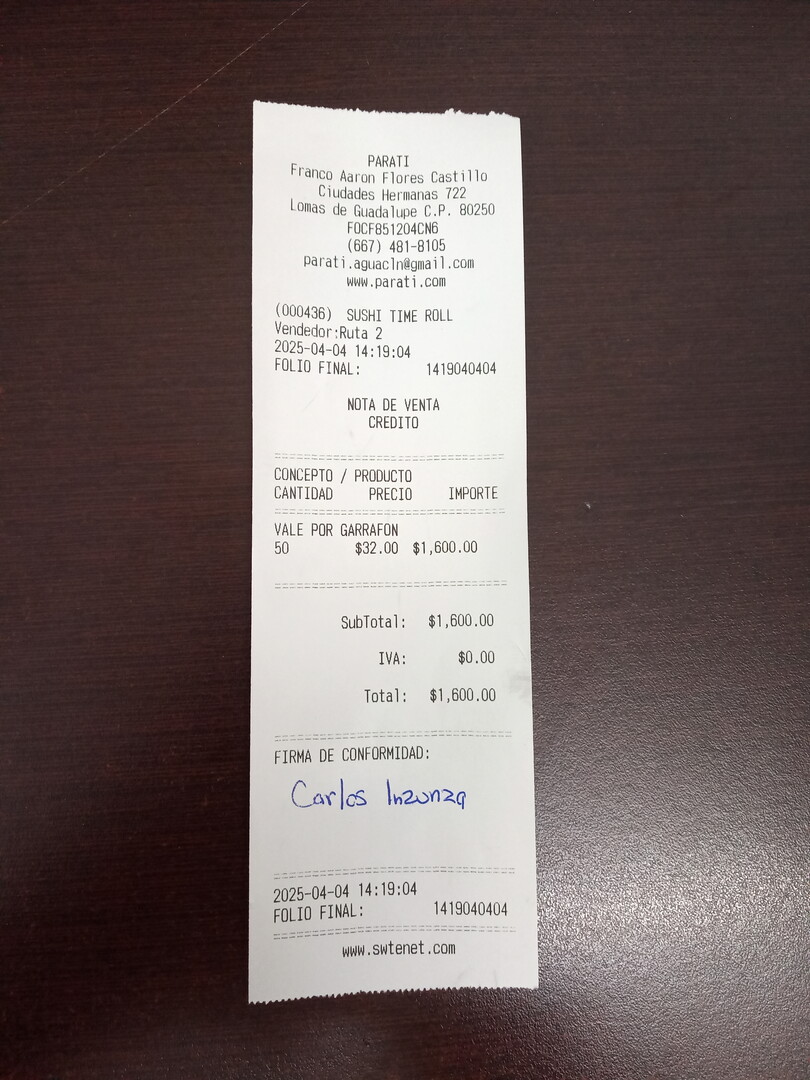 PARATI
Franco Aaron Flores Castillo
Ciudades Hermanas 722
Lomas de Guadalupe C.P. 80250
FOCF851204CN6
(667) 481-8105
parati.aguacln@gmail.com
www.parati.com
(000436) SUSHI TIME ROLL
Vendedor:Ruta 2
2025-04-04 14:19:04
FOLIO FINAL: 1419040404
NOTA DE VENTA
CREDITO
CONCEPTO / PRODUCTO
CANTIDAD PRECIO IMPORTE
VALE POR GARRAFON
50 $32.00 $1,600.00
SubTotal: $1,600.00
IVA: $0.00
Total: $1,600.00
FIRMA DE CONFORMIDAD:
Carlos Inzunza
2025-04-04 14:19:04
FOLIO FINAL: 1419040404
www.swtenet.com